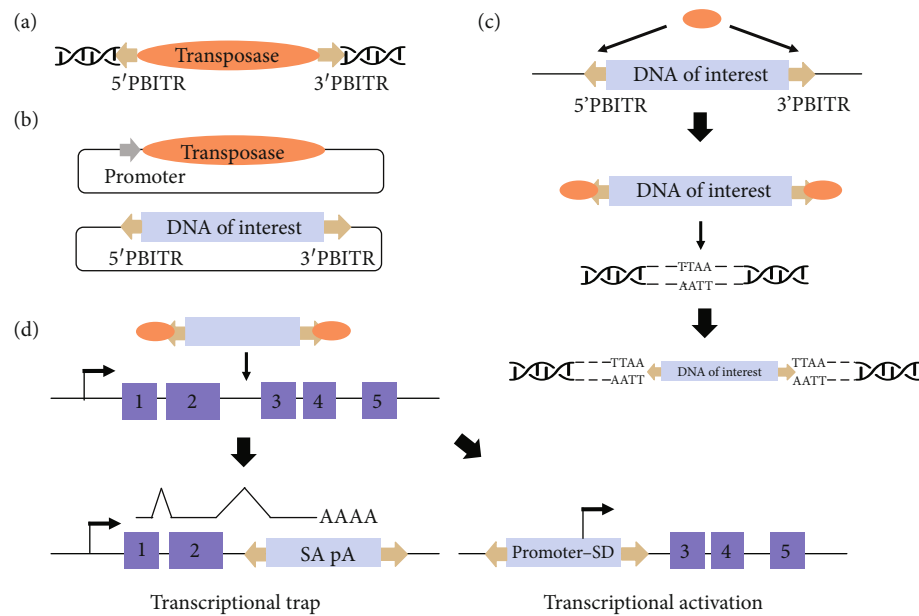 (a)
Transposase
5′PBITR
3′PBITR
(b)
Transposase
Promoter
DNA of interest
5′PBITR
3′PBITR
(c)
DNA of interest
5′PBITR
3’PBITR
DNA of interest
TTAA
AATT
TTAA
TTAA
AATT
DNA of interest
AATT
(d)
1
2
3
4
5
AAAA
1
2
SA pA
Transcriptional trap
Promoter–SD
3
4
5
Transcriptional activation